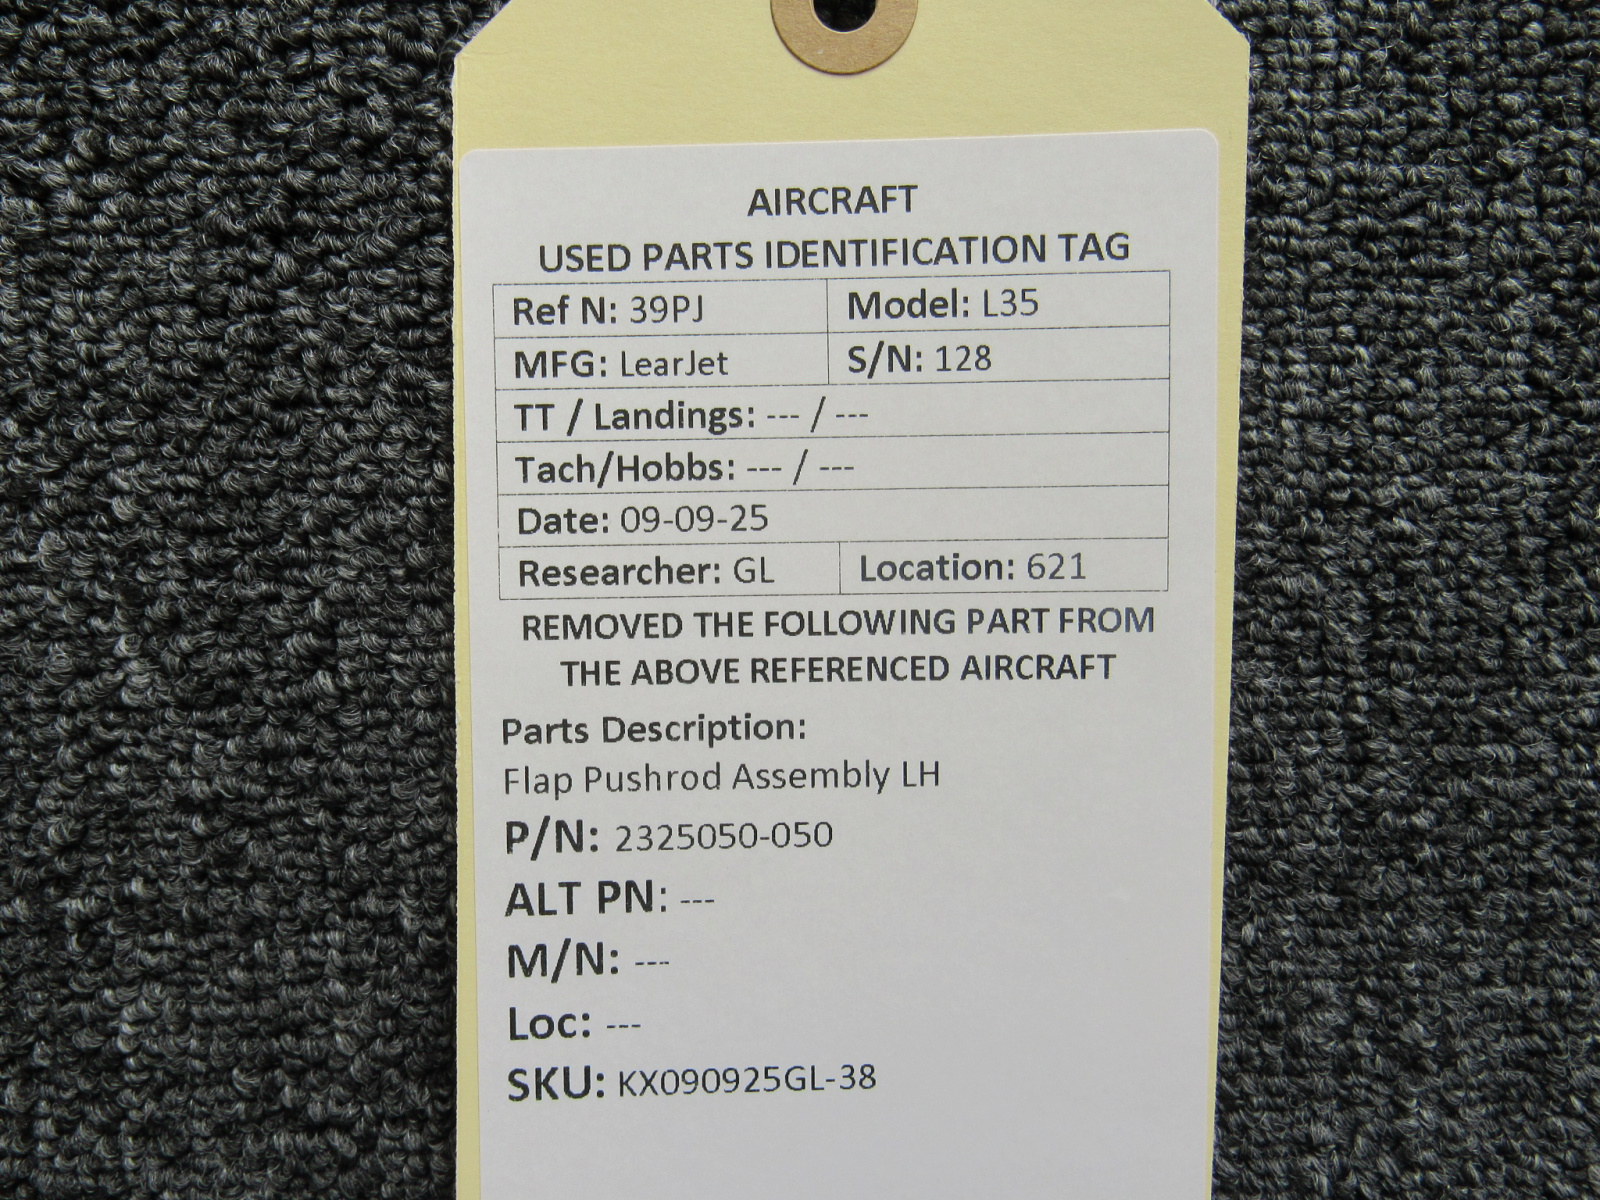 AIRCRAFT
USED PARTS IDENTIFICATION TAG
Ref N: 39PJ Model: L35
MFG: LearJet S/N: 128
TT / Landings: --- / ---
Tach/Hobbs: --- / ---
Date: 09-09-25
Researcher: GL Location: 621
REMOVED THE FOLLOWING PART FROM
THE ABOVE REFERENCED AIRCRAFT
Parts Description:
Flap Pushrod Assembly LH
P/N: 2325050-050
ALT PN: ---
M/N: ---
Loc: ---
SKU: KX090925GL-38